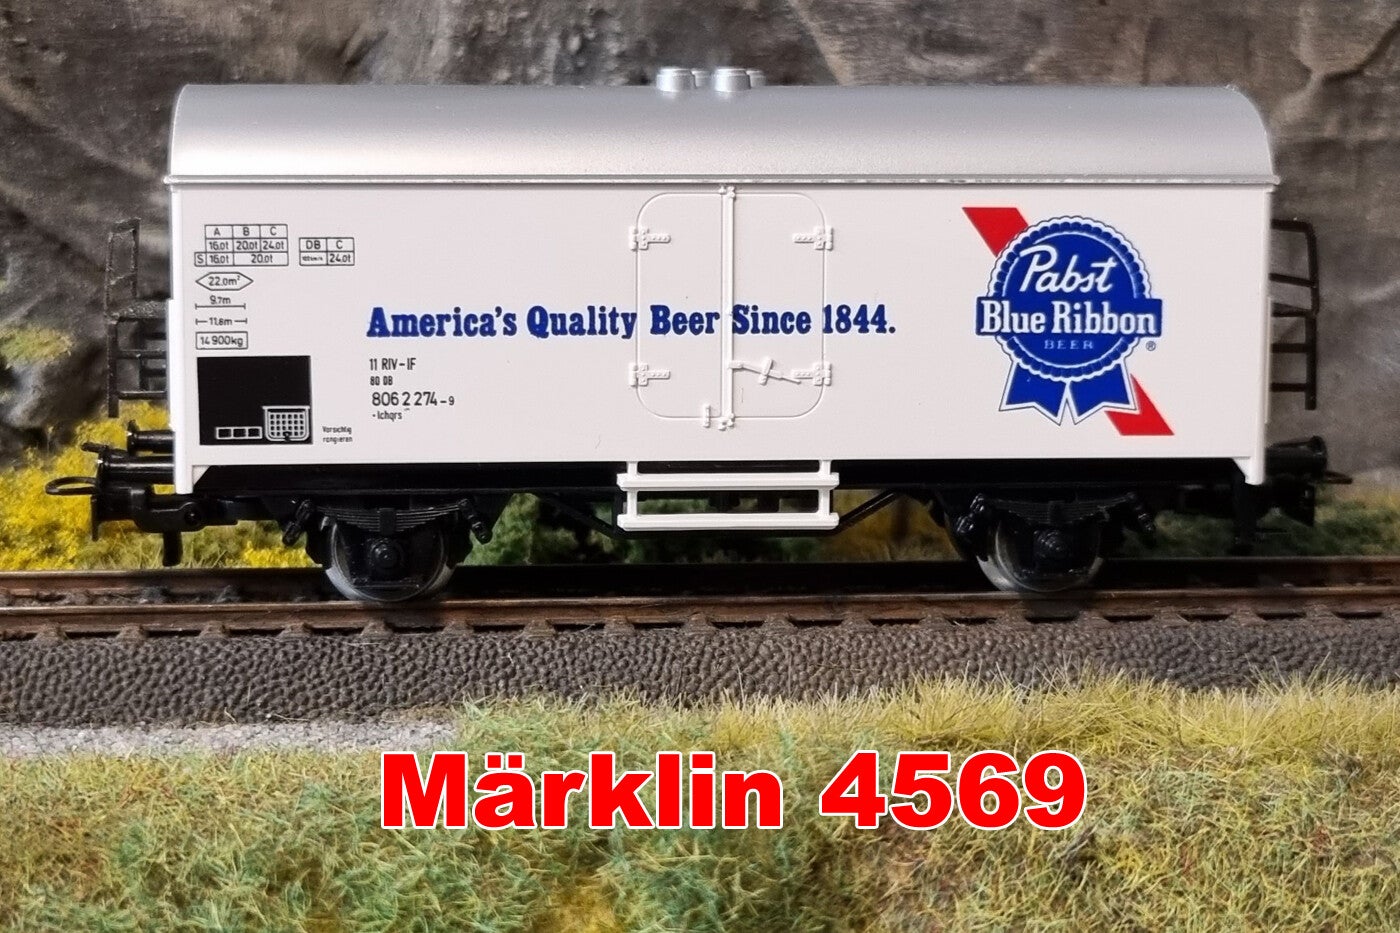 A B C
16.0t 20.0t 24.0t
S 16.0t 20.0t
DB C
24.0t
22.0m²
9.7m
11.6m
14 900kg
Vorsichtig
rangieren
America's Quality Beer Since 1844.
11 RIV-IF
80 DB
806 2 274-9
-Ichqrs
Pabst
Blue Ribbon
BEER
®
Märklin 4569